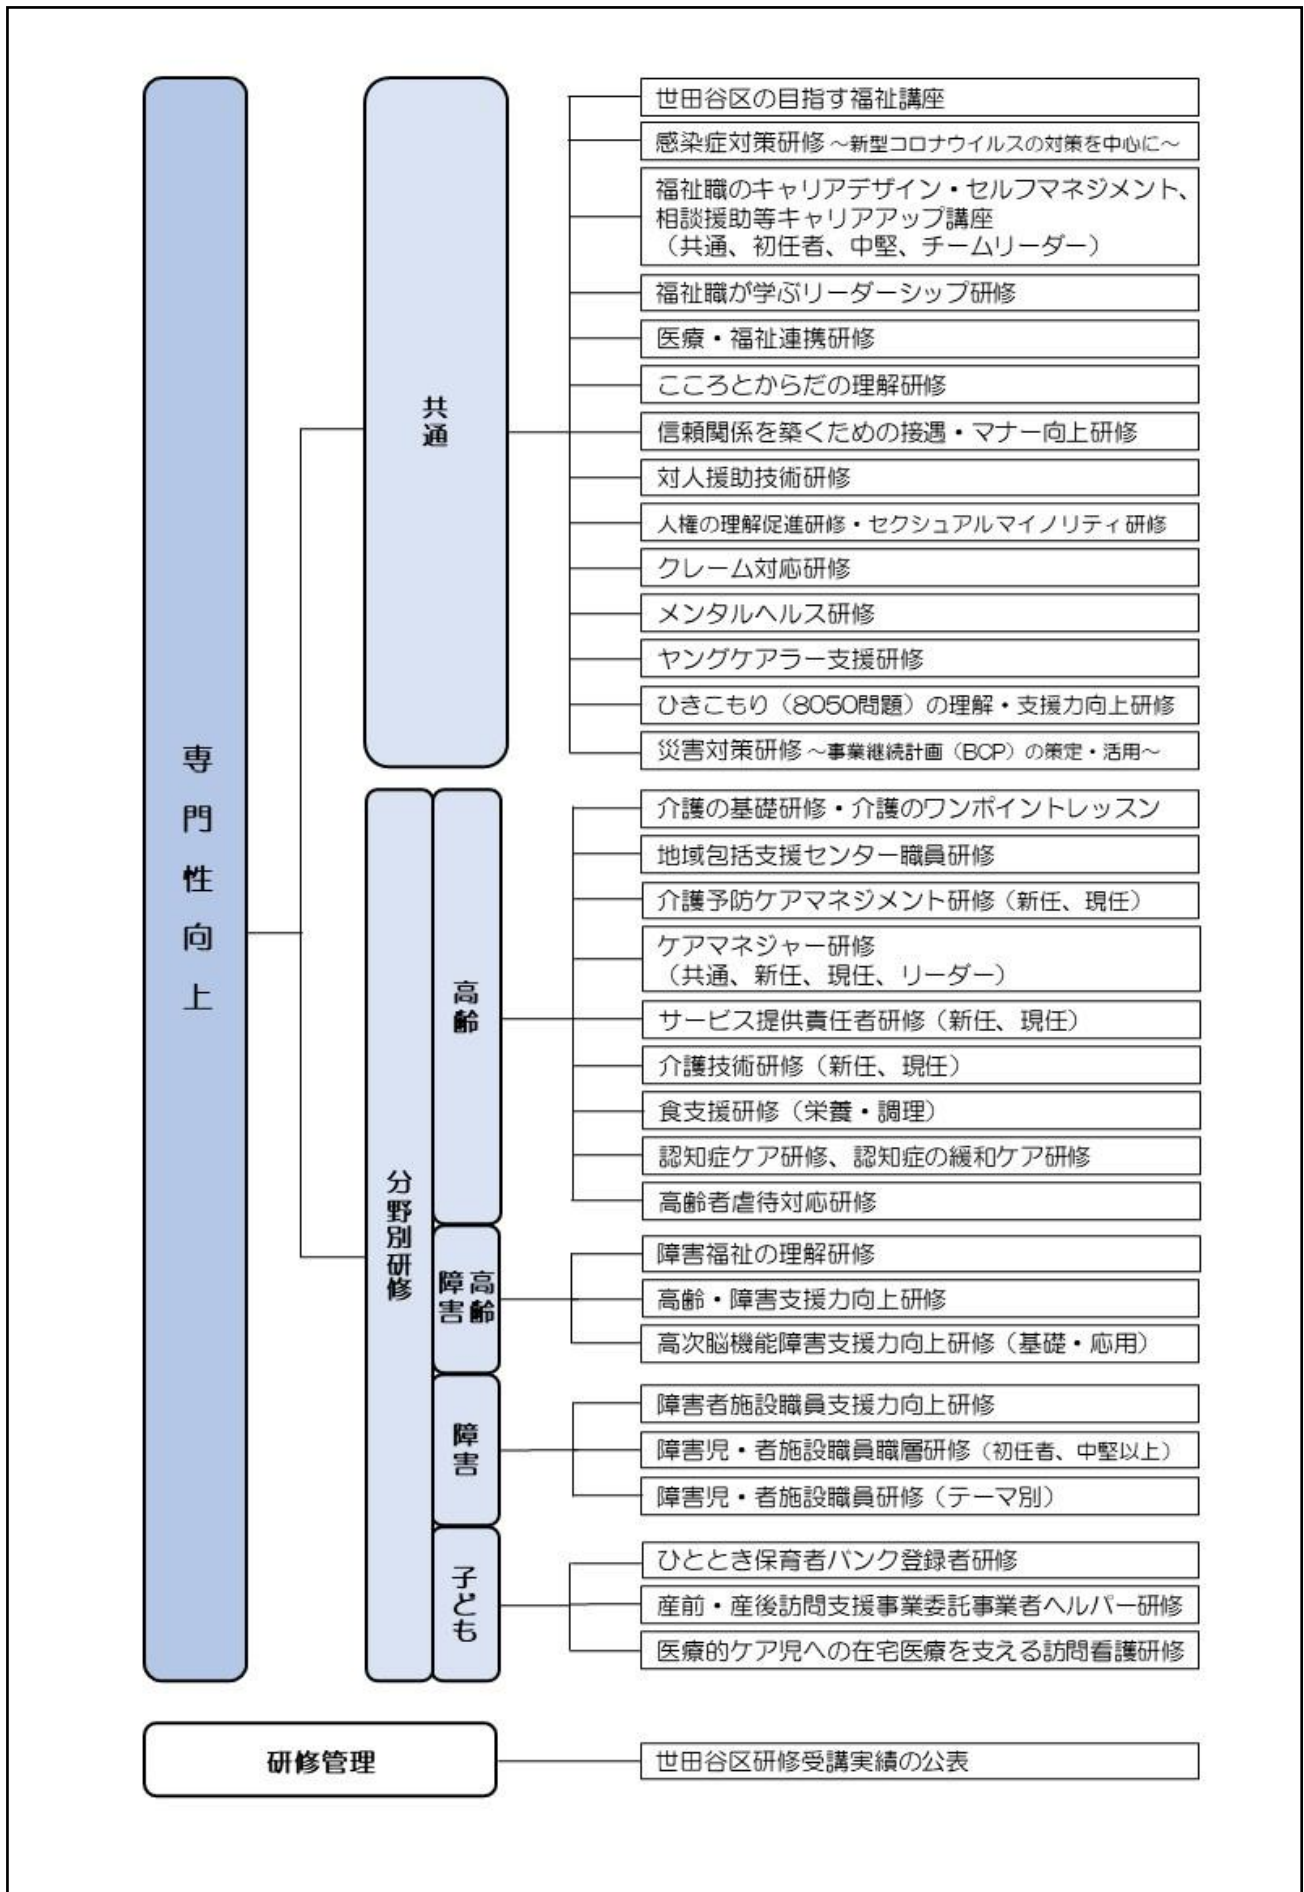 専門性向上
共通
世田谷区の目指す福祉講座
感染症対策研修 ～新型コロナウイルスの対策を中心に～
福祉職のキャリアデザイン・セルフマネジメント、
相談援助等キャリアアップ講座
（共通、初任者、中堅、チームリーダー）
福祉職が学ぶリーダーシップ研修
医療・福祉連携研修
こころとからだの理解研修
信頼関係を築くための接遇・マナー向上研修
対人援助技術研修
人権の理解促進研修・セクシュアルマイノリティ研修
クレーム対応研修
メンタルヘルス研修
ヤングケアラー支援研修
ひきこもり（8050問題）の理解・支援力向上研修
災害対策研修 ～事業継続計画（BCP）の策定・活用～
分野別研修
高齢
介護の基礎研修・介護のワンポイントレッスン
地域包括支援センター職員研修
介護予防ケアマネジメント研修（新任、現任）
ケアマネジャー研修
（共通、新任、現任、リーダー）
サービス提供責任者研修（新任、現任）
介護技術研修（新任、現任）
食支援研修（栄養・調理）
認知症ケア研修、認知症の緩和ケア研修
高齢者虐待対応研修
高齢
障害
障害福祉の理解研修
高齢・障害支援力向上研修
高次脳機能障害支援力向上研修（基礎・応用）
障害
障害者施設職員支援力向上研修
障害児・者施設職員職層研修（初任者、中堅以上）
障害児・者施設職員研修（テーマ別）
子ども
ひととき保育者バンク登録者研修
産前・産後訪問支援事業委託事業者ヘルパー研修
医療的ケア児への在宅医療を支える訪問看護研修
研修管理
世田谷区研修受講実績の公表